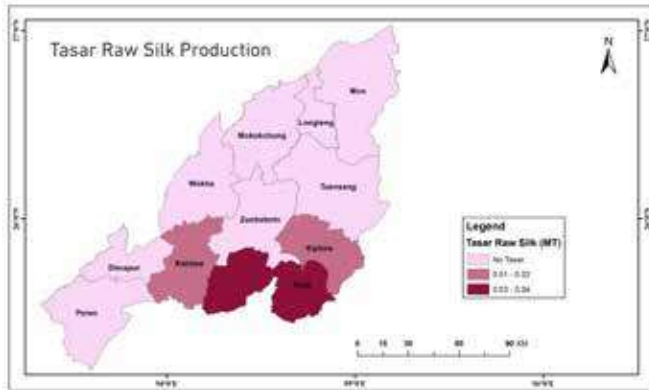 Tasar Raw Silk Production
N
Mon
Longleng
Mokokchung
Wokha
Tuensang
Zunheboto
Kiphire
Kohima
Dimapur
Peren
Legend
Tasar Raw Silk (MT)
No Tasar
0.01 - 0.02
0.03 - 0.04
0 15 30 60 90 KM